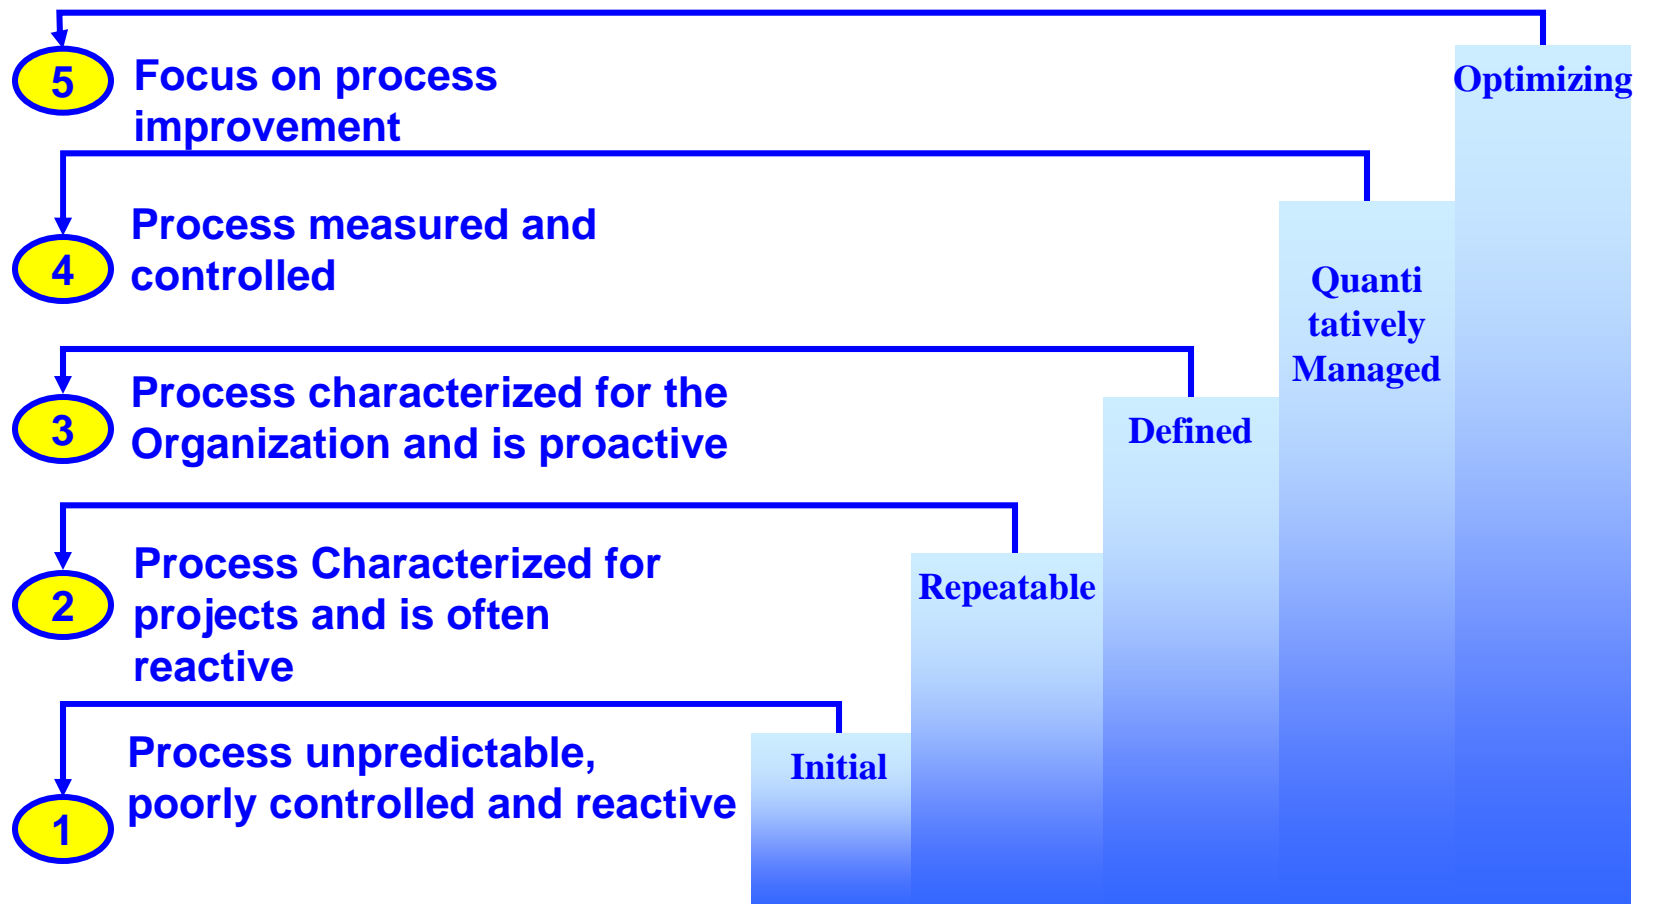 5
Focus on process
improvement
Optimizing
4
Process measured and
controlled
Quanti
tatively
Managed
3
Process characterized for the
Organization and is proactive
Defined
2
Process Characterized for
projects and is often
reactive
Repeatable
1
Process unpredictable,
poorly controlled and reactive
Initial